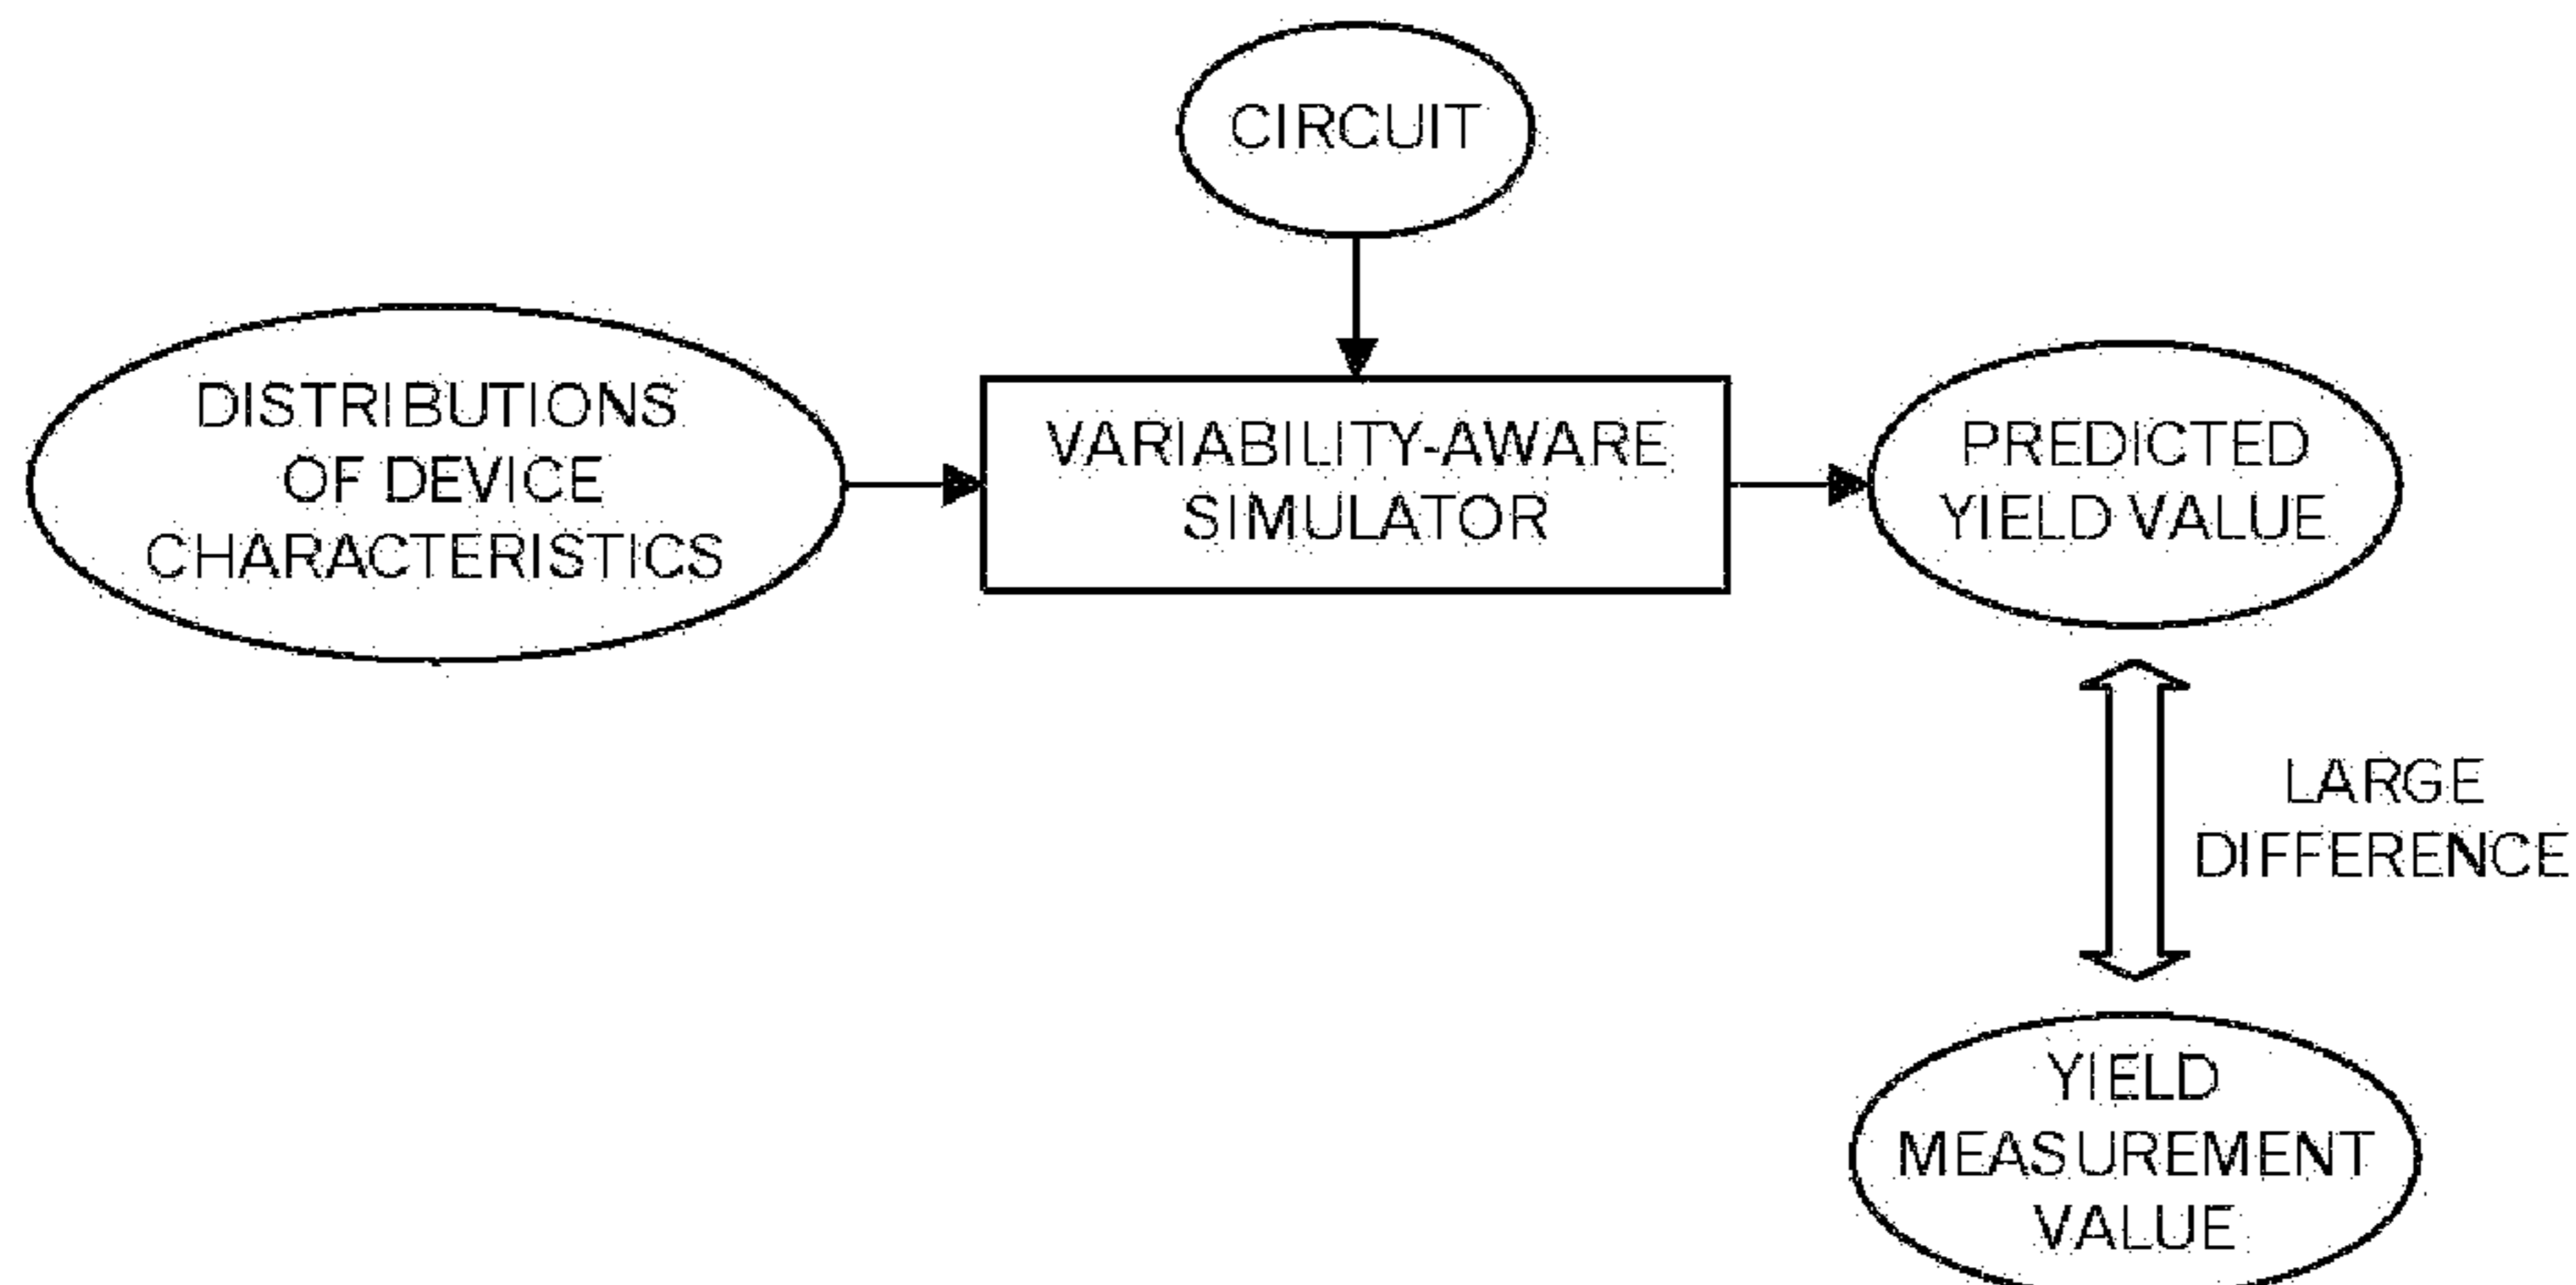 CIRCUIT
DISTRIBUTIONS
OF DEVICE
CHARACTERISTICS
VARIABILITY-AWARE
SIMULATOR
PREDICTED
YIELD VALUE
LARGE
DIFFERENCE
YIELD
MEASUREMENT
VALUE